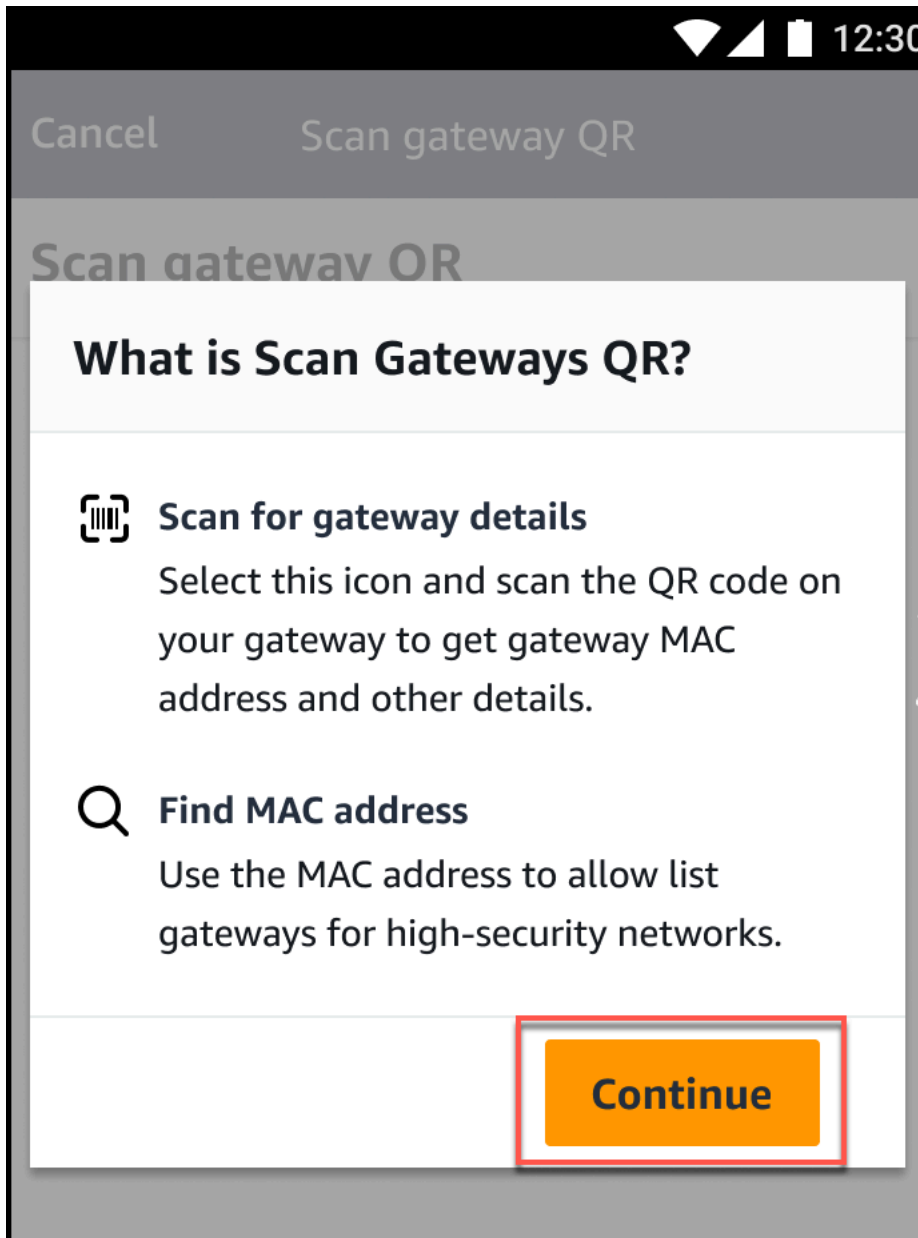 12:30
Cancel
Scan gateway QR
Scan gateway QR
What is Scan Gateways QR?
Scan for gateway details
Select this icon and scan the QR code on
your gateway to get gateway MAC
address and other details.
Find MAC address
Use the MAC address to allow list
gateways for high-security networks.
Continue